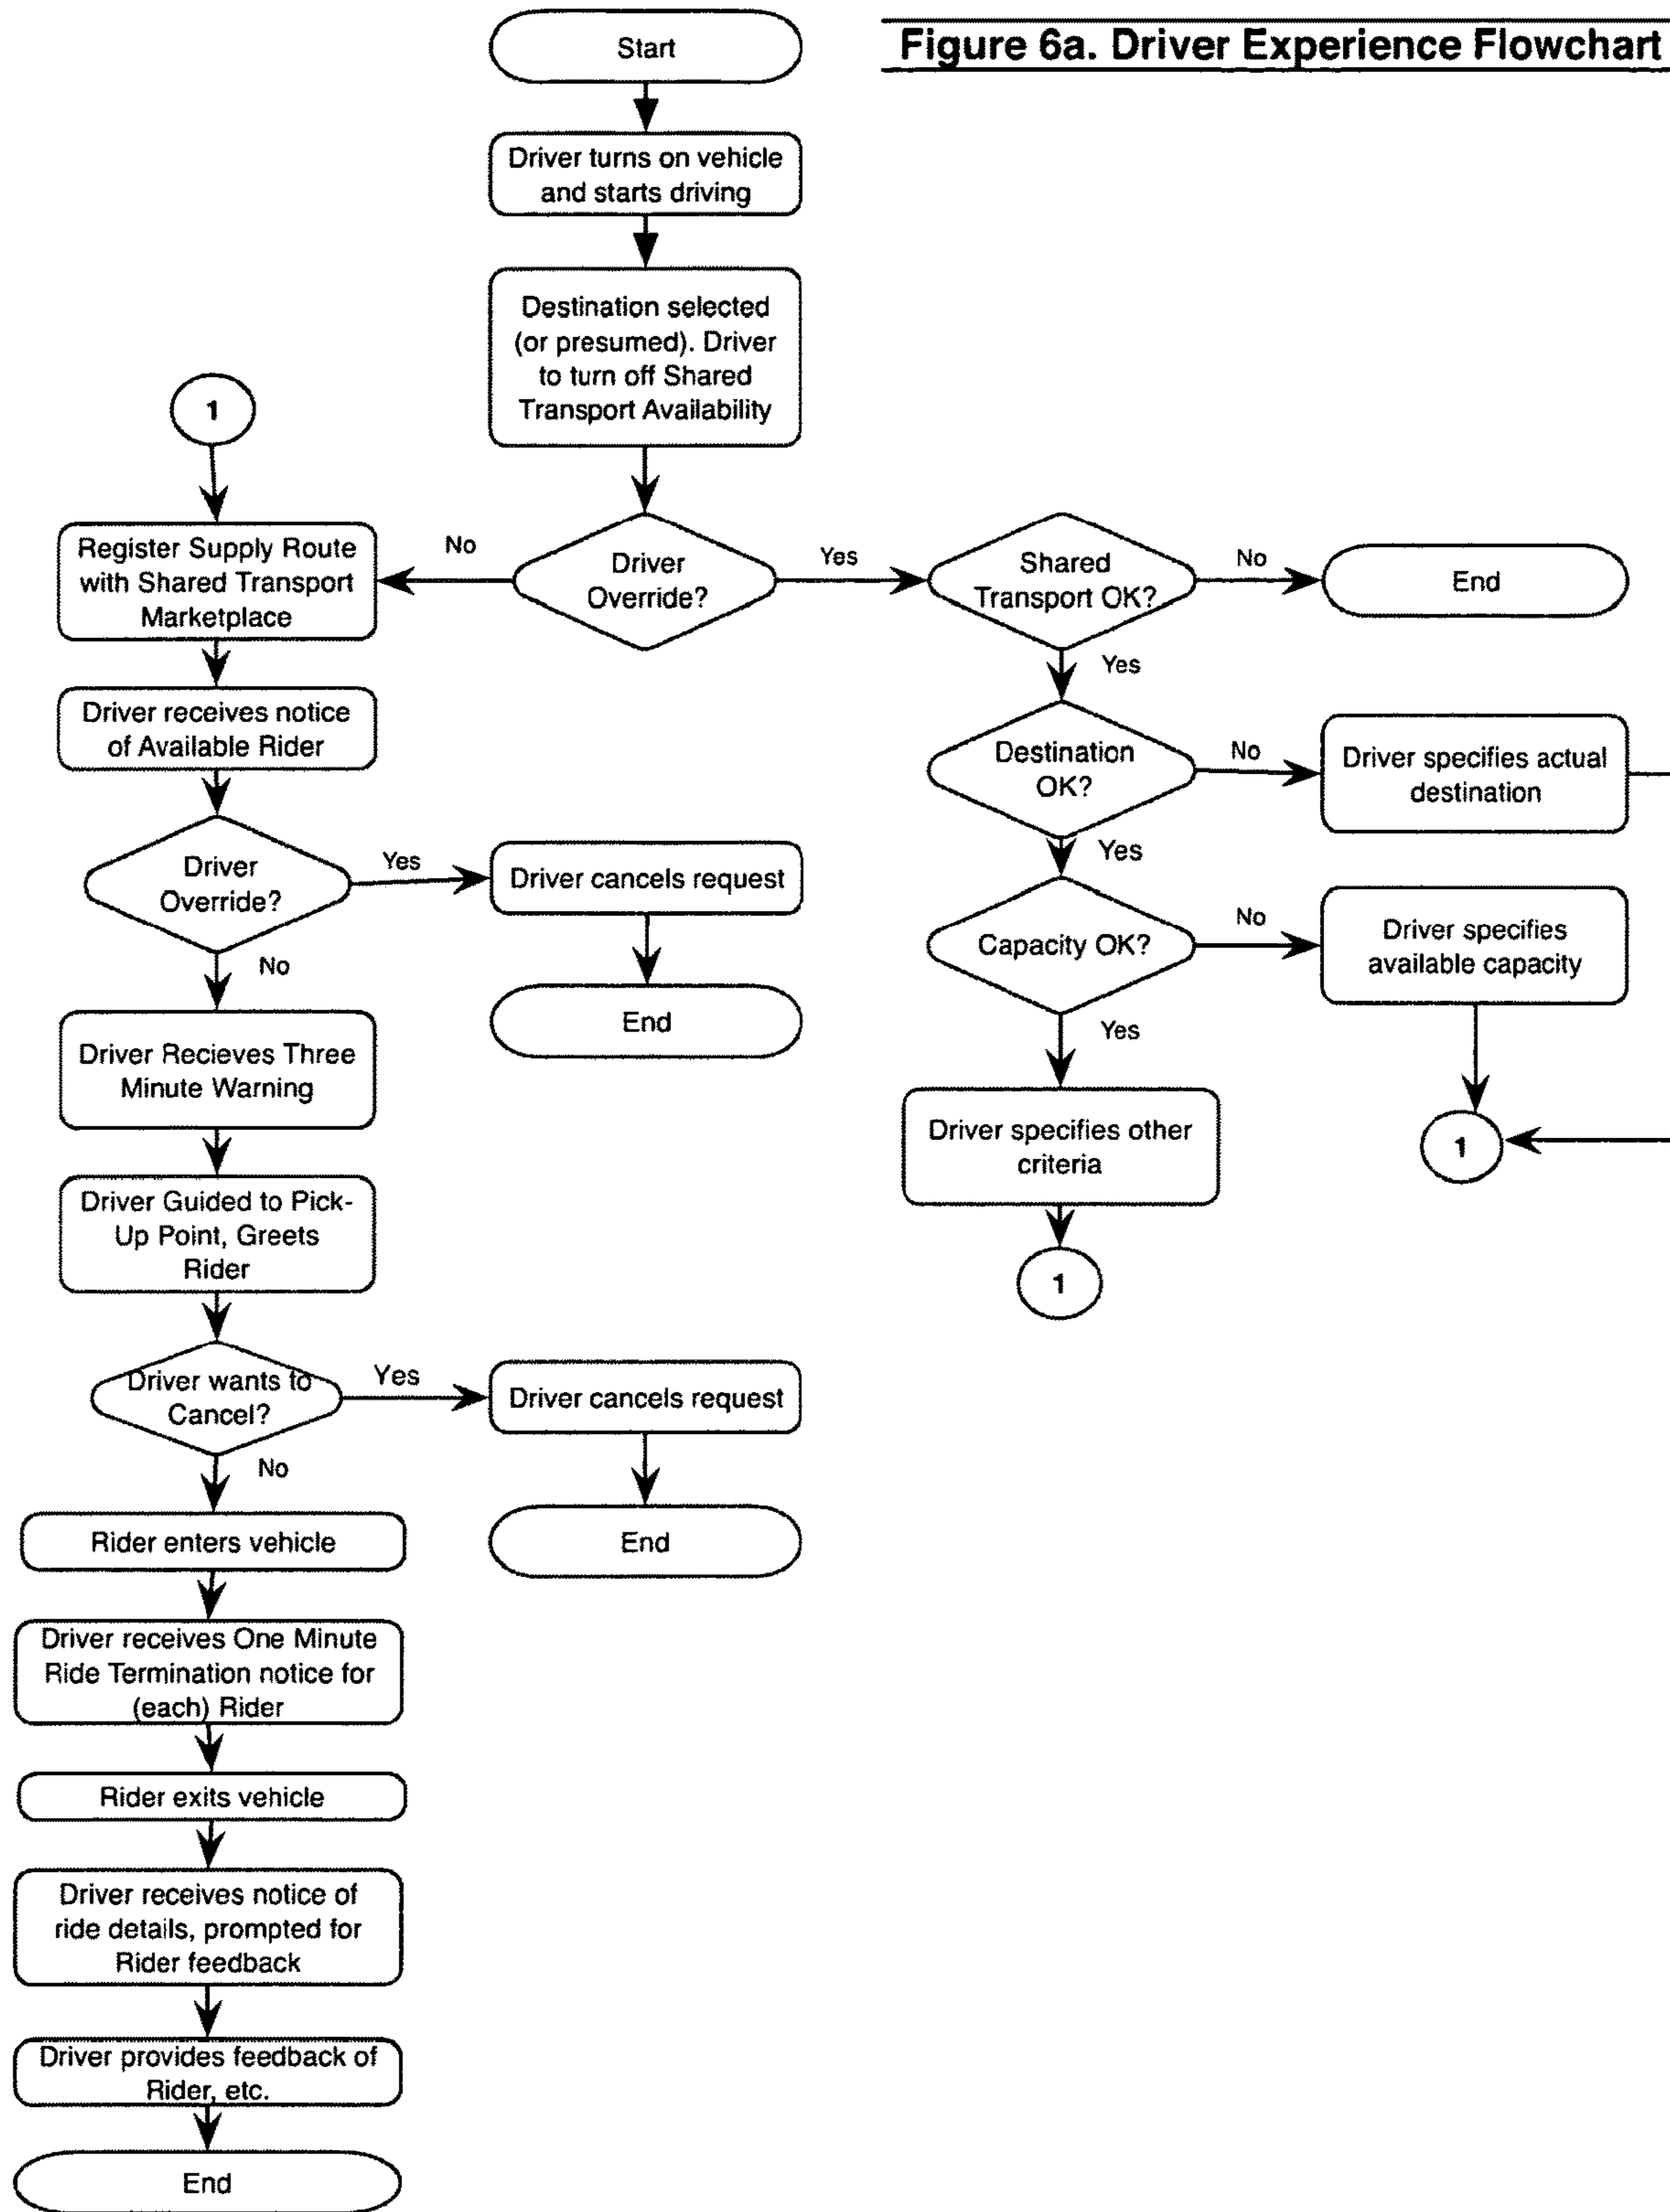 Figure 6a. Driver Experience Flowchart
Start
Driver turns on vehicle
and starts driving
Destination selected
(or presumed). Driver
to turn off Shared
Transport Availability
1
Register Supply Route
with Shared Transport
Marketplace
No
Driver
Override?
Yes
Shared
Transport OK?
No
End
Yes
Driver receives notice
of Available Rider
Destination
OK?
No
Driver specifies actual
destination
Yes
Driver
Override?
Yes
Driver cancels request
No
End
Capacity OK?
No
Driver specifies
available capacity
Yes
Driver Recieves Three
Minute Warning
Driver specifies other
criteria
1
1
Driver Guided to Pick-
Up Point, Greets
Rider
Driver wants to
Cancel?
Yes
Driver cancels request
No
End
Rider enters vehicle
Driver receives One Minute
Ride Termination notice for
(each) Rider
Rider exits vehicle
Driver receives notice of
ride details, prompted for
Rider feedback
Driver provides feedback of
Rider, etc.
End